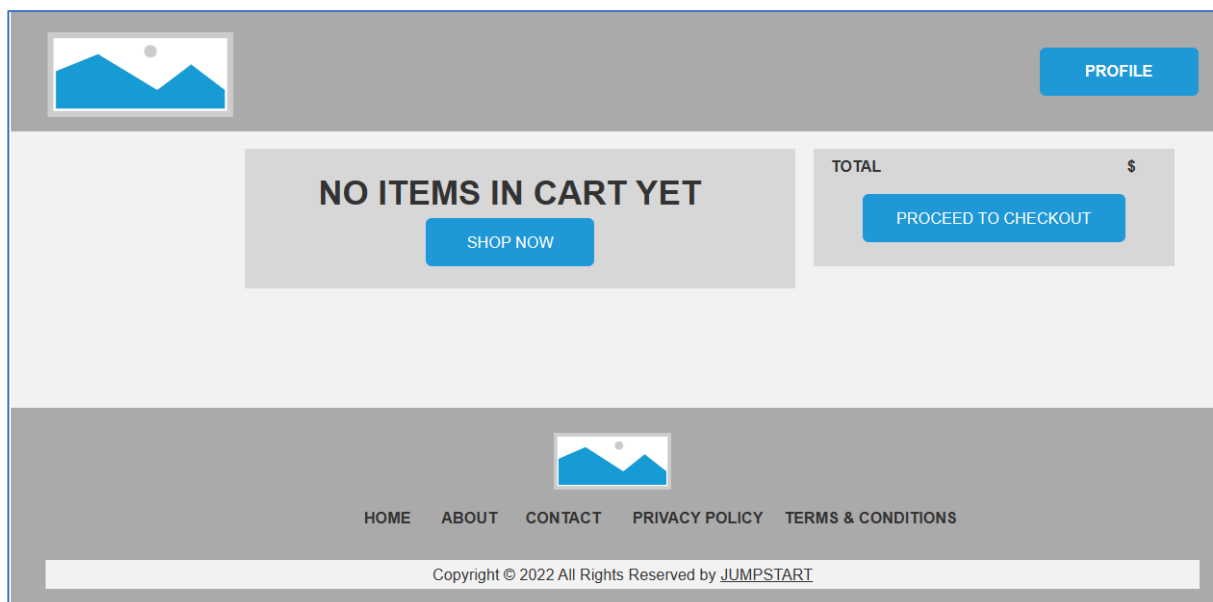 PROFILE
NO ITEMS IN CART YET
SHOP NOW
TOTAL $
PROCEED TO CHECKOUT
HOME ABOUT CONTACT PRIVACY POLICY TERMS & CONDITIONS
Copyright © 2022 All Rights Reserved by JUMPSTART